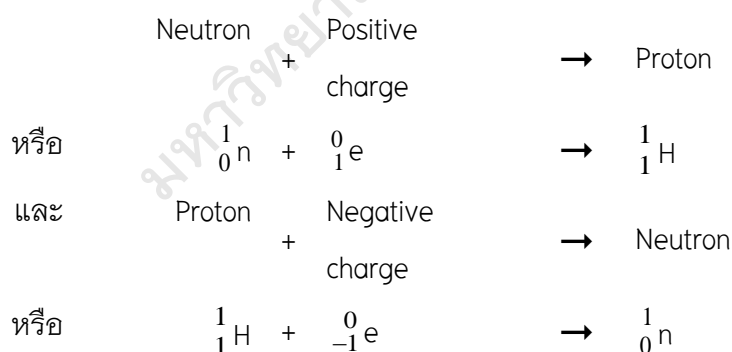 Neutron + Positive charge → Proton
หรือ ¹₀n + ⁰₁e → ¹₁H
และ Proton + Negative charge → Neutron
หรือ ¹₁H + ⁰₋₁e → ¹₀n